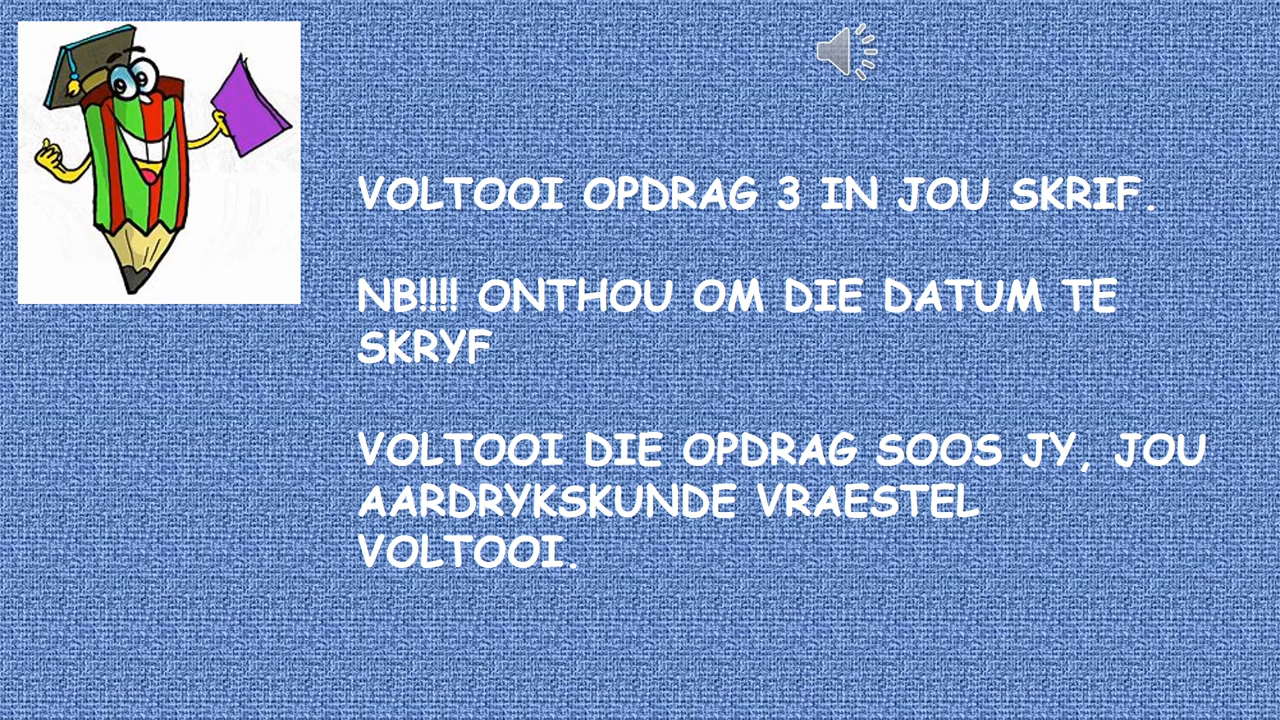 VOLTOOI OPDRAG 3 IN JOU SKRIF.
NB!!!! ONTHOU OM DIE DATUM TE
SKRYF
VOLTOOI DIE OPDRAG SOOS JY, JOU
AARDRYKSKUNDE VRAESTEL
VOLTOOI.